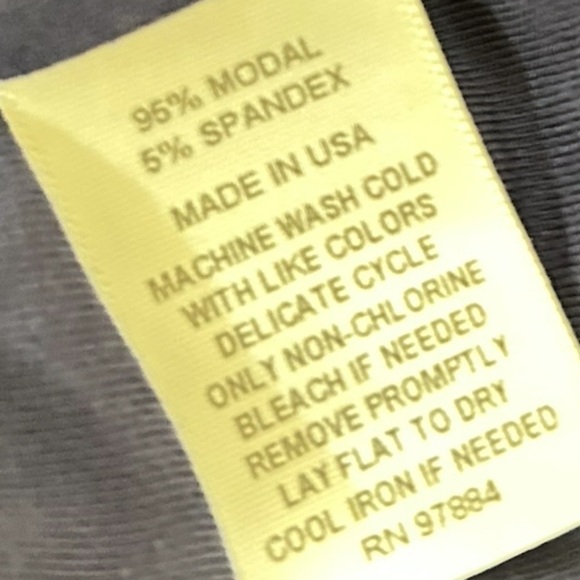 95% MODAL
5% SPANDEX
MADE IN USA
MACHINE WASH COLD
WITH LIKE COLORS
DELICATE CYCLE
ONLY NON-CHLORINE
BLEACH IF NEEDED
REMOVE PROMPTLY
LAY FLAT TO DRY
COOL IRON IF NEEDED
RN 97884